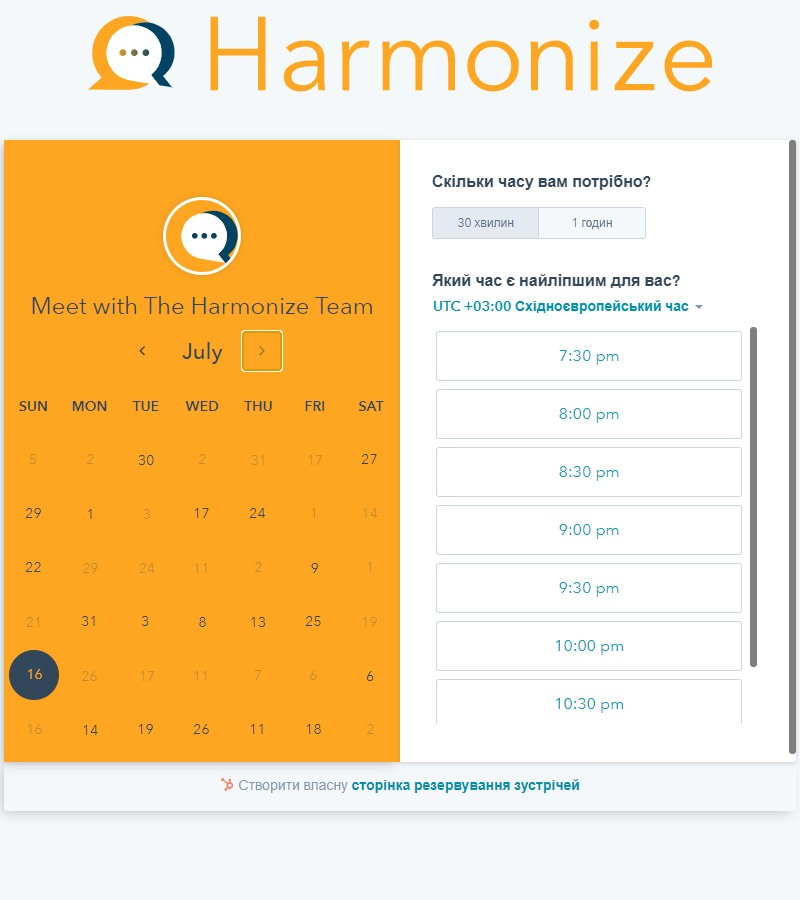 Harmonize
Meet with The Harmonize Team
July
SUN MON TUE WED THU FRI SAT
5 2 30 2 31 17 27
29 1 3 17 24 1 14
22 29 24 11 2 9 1
21 31 3 8 13 25 19
16 26 17 11 7 6 6
16 14 19 26 11 18 2
Скільки часу вам потрібно?
30 хвилин 1 годин
Який час є найліпшим для вас?
UTC +03:00 Східноєвропейський час
7:30 pm
8:00 pm
8:30 pm
9:00 pm
9:30 pm
10:00 pm
10:30 pm
Створити власну сторінка резервування зустрічей